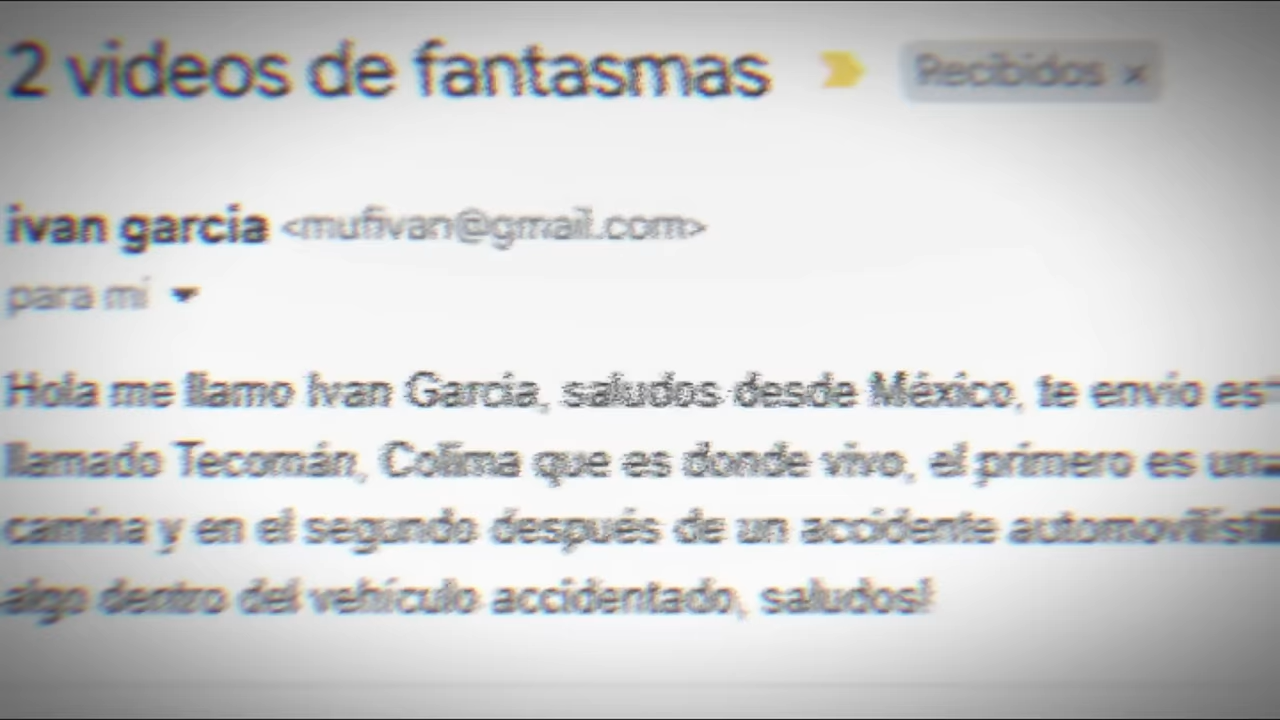 2 videos de fantasmas Recibidos x
ivan garcia <mufivan@gmail.com>
para mí
Hola me llamo Ivan Garcia, saludos desde México, te envío
llamado Tecomán, Colima que es donde vivo, el primero es una
camina y en el segundo después de un accidente
algo dentro del vehículo accidentado, saludos!